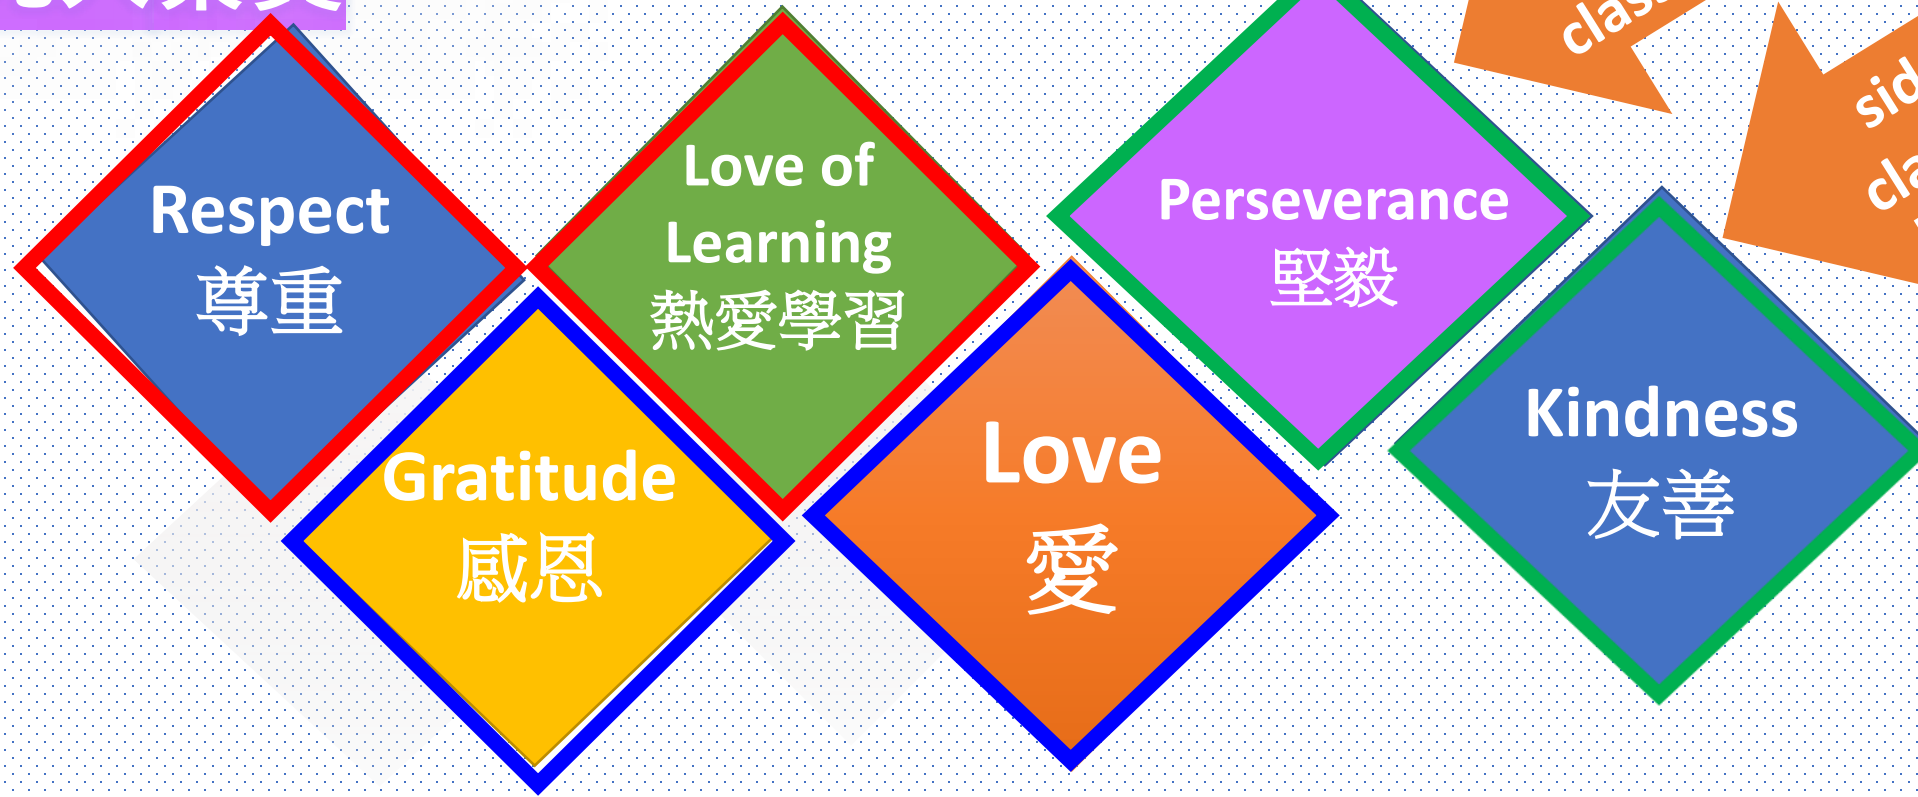 Respect
尊重
Love of
Learning
熱愛學習
Perseverance
堅毅
Gratitude
感恩
Love
愛
Kindness
友善